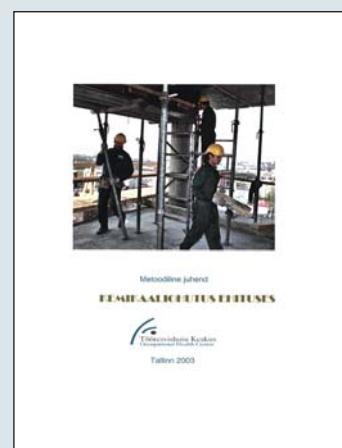 Metoodiline juhend
KEMIKAALIOHUTUS EHITUSES
Töötervishoiu Keskus
Occupational Health Centre
Tallinn 2003